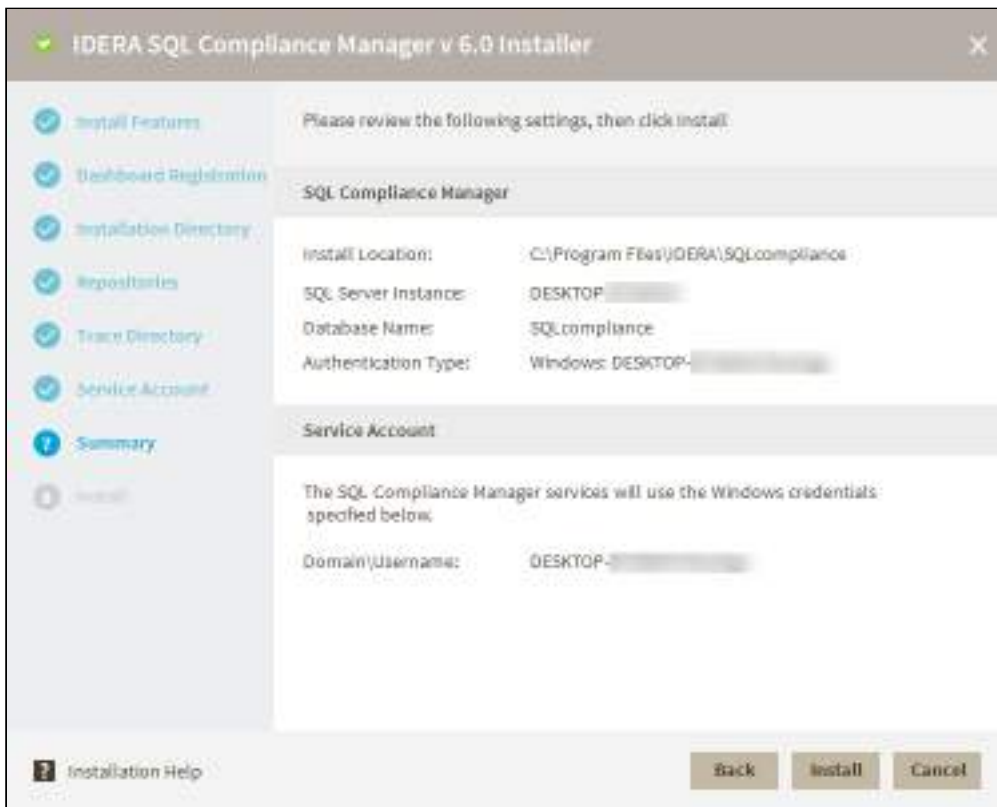 IDERA SQL Compliance Manager v 6.0 Installer
Install Features
Dashboard Registration
Installation Directory
Repositories
Trace Directory
Service Account
Summary
Install
Please review the following settings, then click Install
SQL Compliance Manager
Install Location: C:\Program Files\IDERA\SQLcompliance
SQL Server Instance: DESKTOP
Database Name: SQLcompliance
Authentication Type: Windows: DESKTOP-
Service Account
The SQL Compliance Manager services will use the Windows credentials
specified below.
Domain\Username: DESKTOP-
Installation Help
Back
Install
Cancel